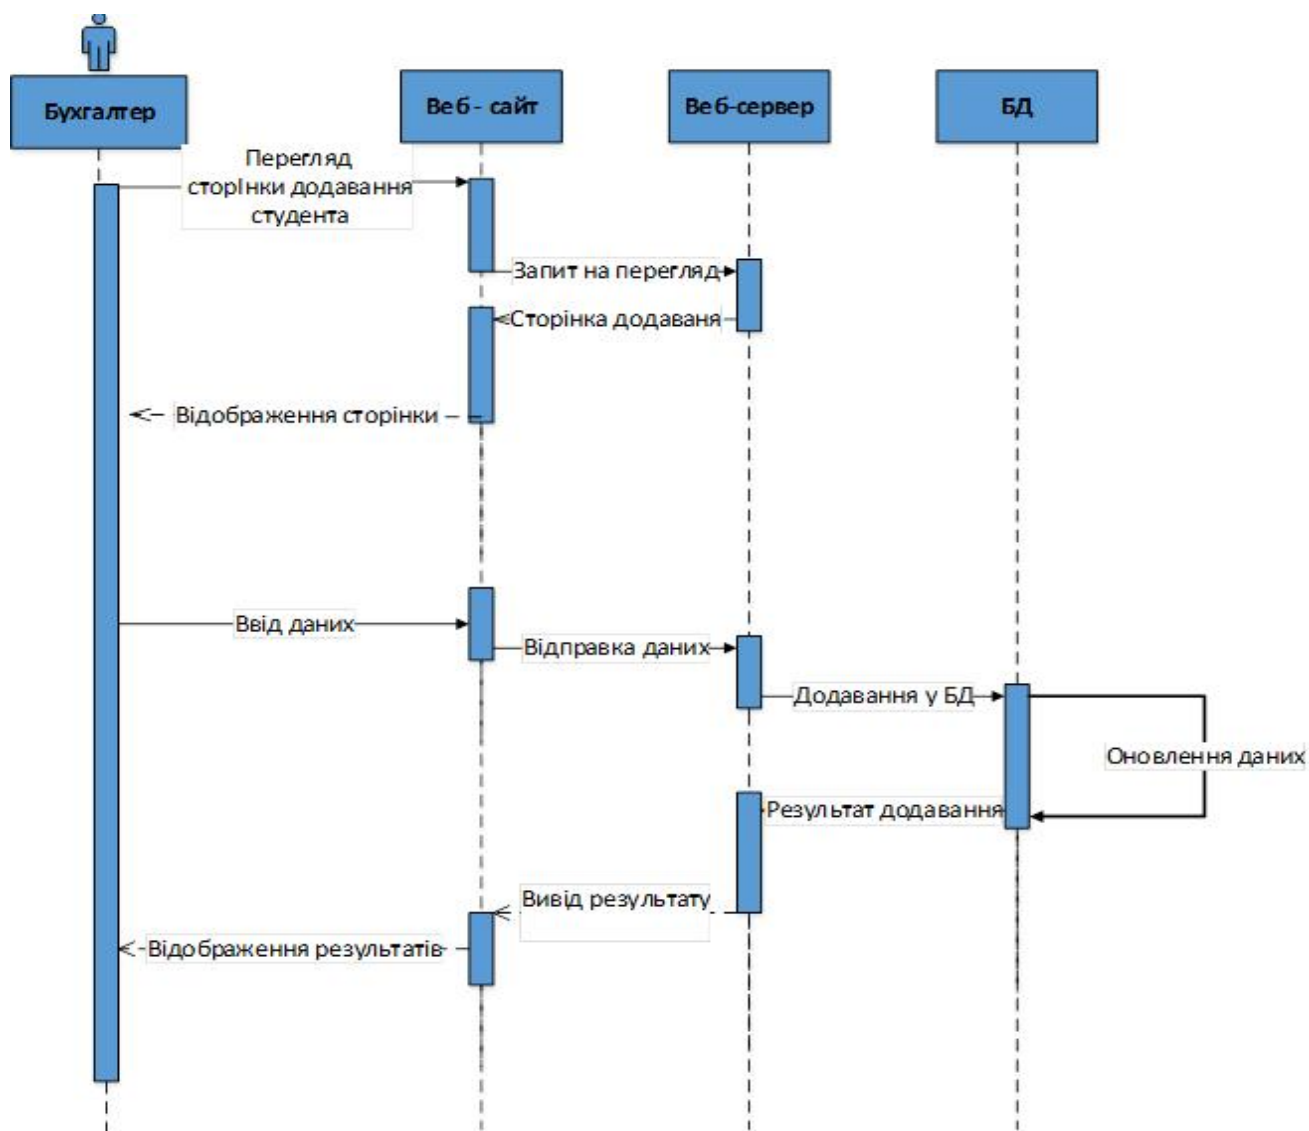 Бухгалтер
Веб - сайт
Веб-сервер
БД
Перегляд
сторінки додавання
студента
Запит на перегляд
Сторінка додаваня
Відображення сторінки
Ввід даних
Відправка даних
Додавання у БД
Оновлення даних
Результат додавання
Вивід результату
Відображення результатів